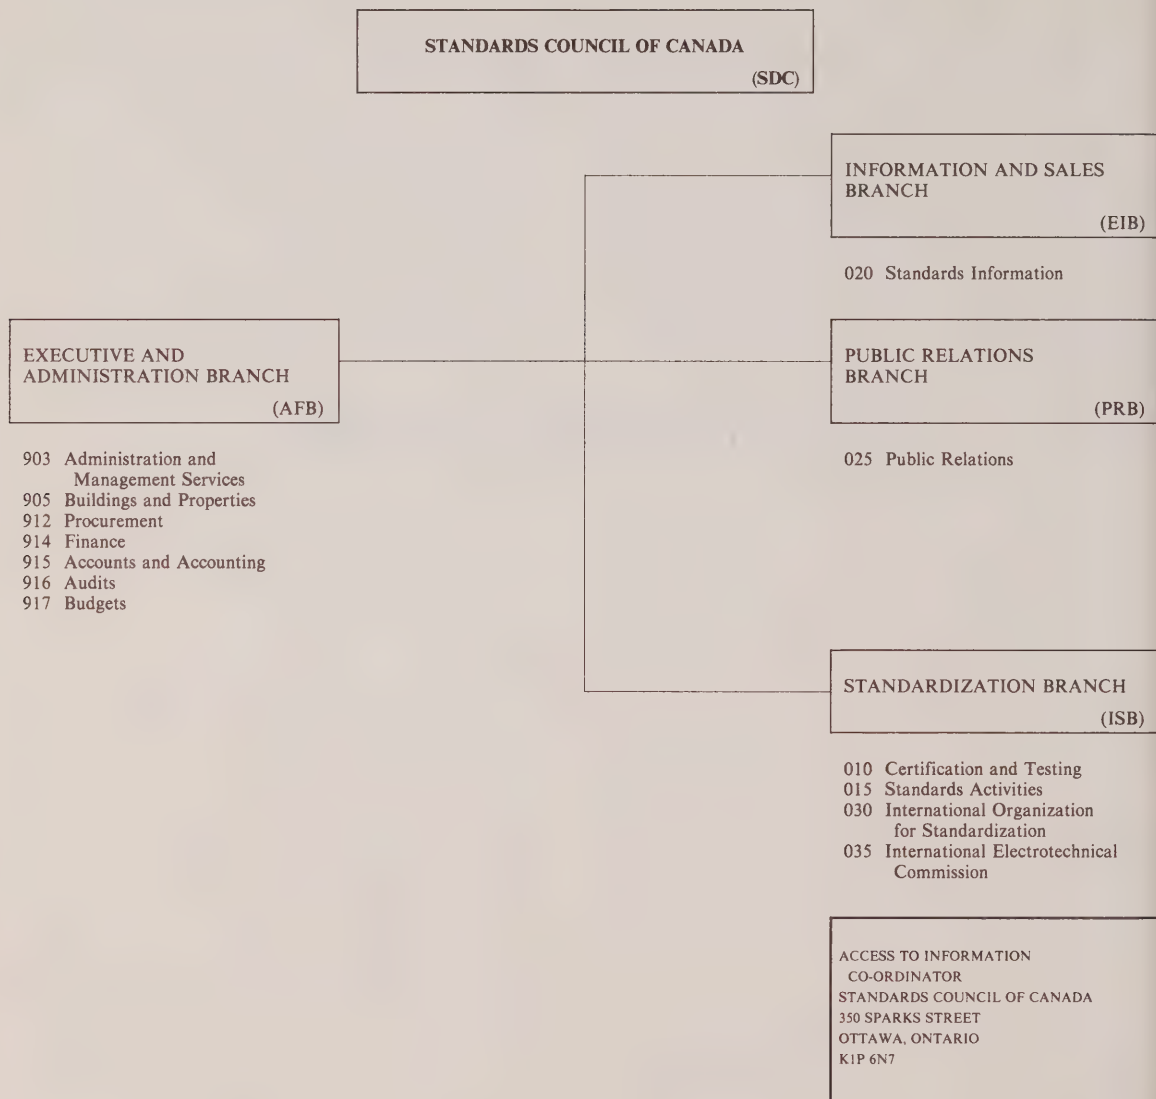 STANDARDS COUNCIL OF CANADA
(SDC)
INFORMATION AND SALES
BRANCH
(EIB)
020 Standards Information
EXECUTIVE AND
ADMINISTRATION BRANCH
(AFB)
903 Administration and
Management Services
905 Buildings and Properties
912 Procurement
914 Finance
915 Accounts and Accounting
916 Audits
917 Budgets
PUBLIC RELATIONS
BRANCH
(PRB)
025 Public Relations
STANDARDIZATION BRANCH
(ISB)
010 Certification and Testing
015 Standards Activities
030 International Organization
for Standardization
035 International Electrotechnical
Commission
ACCESS TO INFORMATION
CO-ORDINATOR
STANDARDS COUNCIL OF CANADA
350 SPARKS STREET
OTTAWA, ONTARIO
K1P 6N7